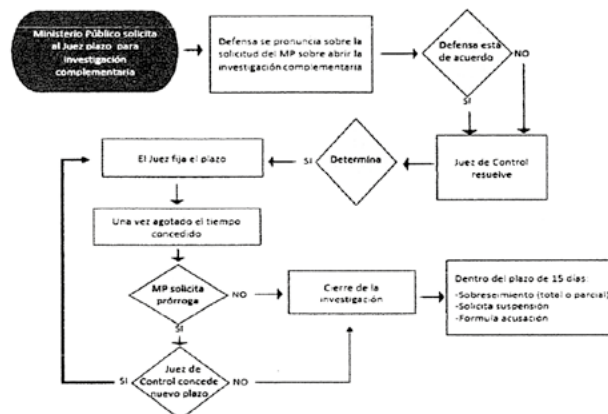 Ministerio Público solicita
al Juez plazo para
investigación
complementaria
Defensa se pronuncia sobre la
solicitud del MP sobre abrir la
investigación complementaria
Defensa está
de acuerdo
NO
SI
Juez de Control
resuelve
Determina
SI
El Juez fija el plazo
Una vez agotado el tiempo
concedido
MP solicita
prórroga
NO
SI
Cierre de la
investigación
Dentro del plazo de 15 días:
-Sobreseimiento (total o parcial)
-Solicita suspensión
-Formula acusación
Juez de
Control concede
nuevo plazo
SI
NO